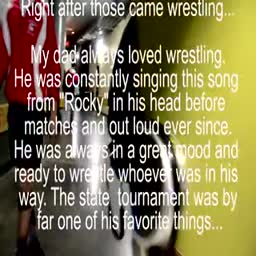 Right after those came wrestling...
My dad always loved wrestling.
He was constantly singing this song
from "Rocky" in his head before
matches and out loud ever since.
He was always in a great mood and
ready to wrestle whoever was in his
way. The state tournament was by
far one of his favorite things...